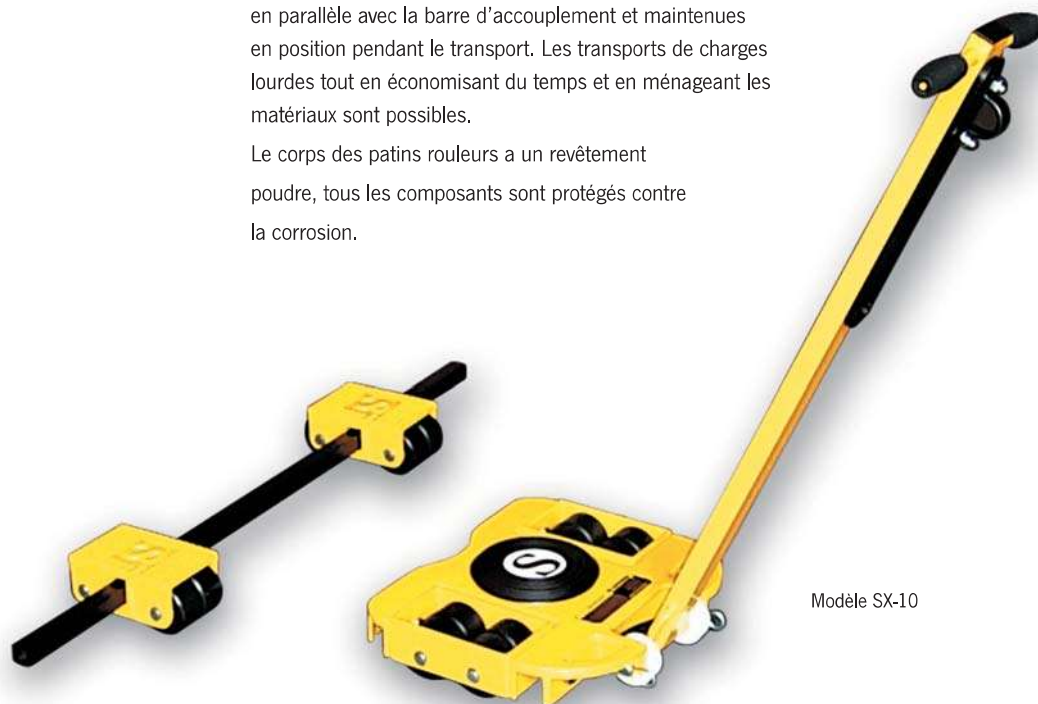 en parallèle avec la barre d'accouplement et maintenues
en position pendant le transport. Les transports de charges
lourdes tout en économisant du temps et en ménageant les
matériaux sont possibles.
Le corps des patins rouleurs a un revêtement
poudre, tous les composants sont protégés contre
la corrosion.
S
S
S
Modèle SX-10